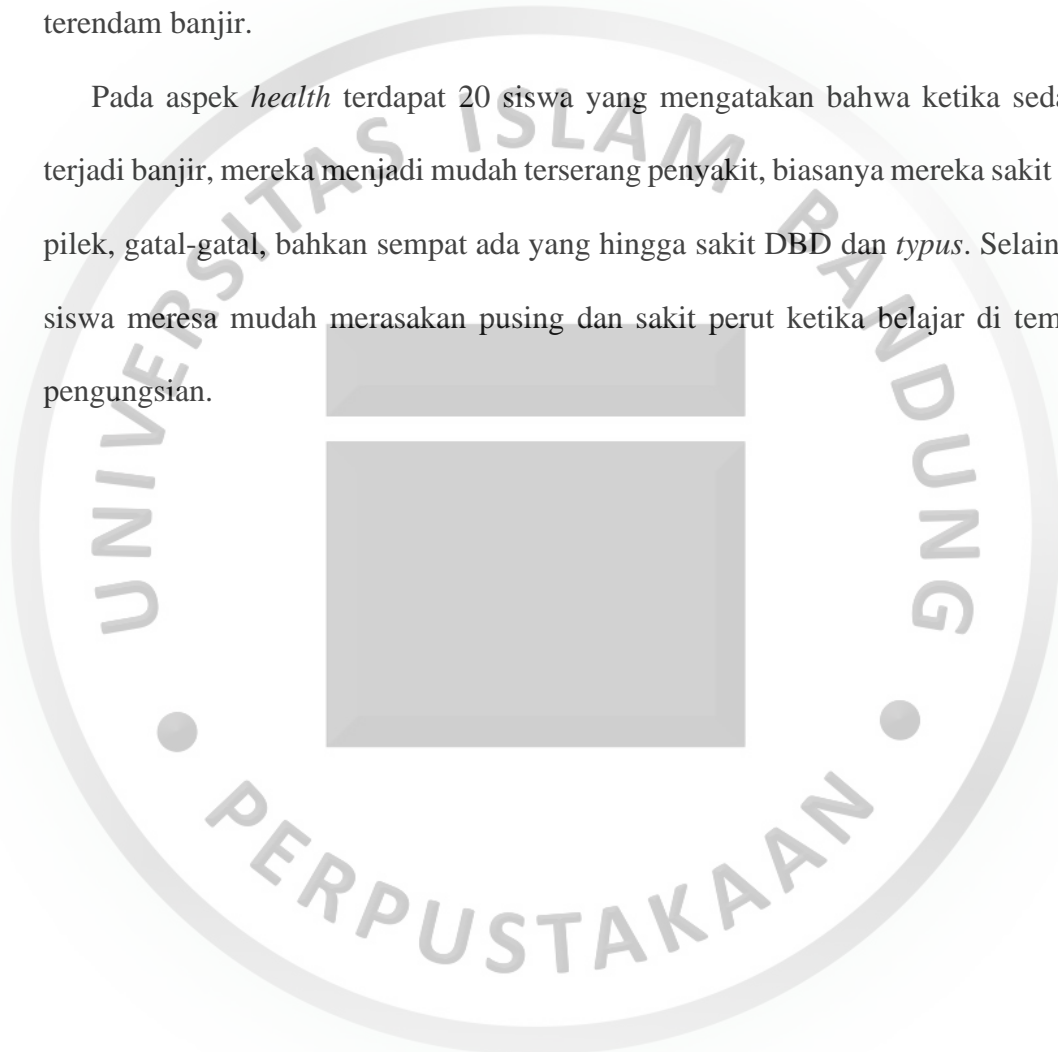 terendam banjir.
Pada aspek health terdapat 20 siswa yang mengatakan bahwa ketika seda
terjadi banjir, mereka menjadi mudah terserang penyakit, biasanya mereka sakit
pilek, gatal-gatal, bahkan sempat ada yang hingga sakit DBD dan typus. Selain
siswa meresa mudah merasakan pusing dan sakit perut ketika belajar di tem
pengungsian.
UNIVERSITAS ISLAM BANDUNG
PERPUSTAKAAN